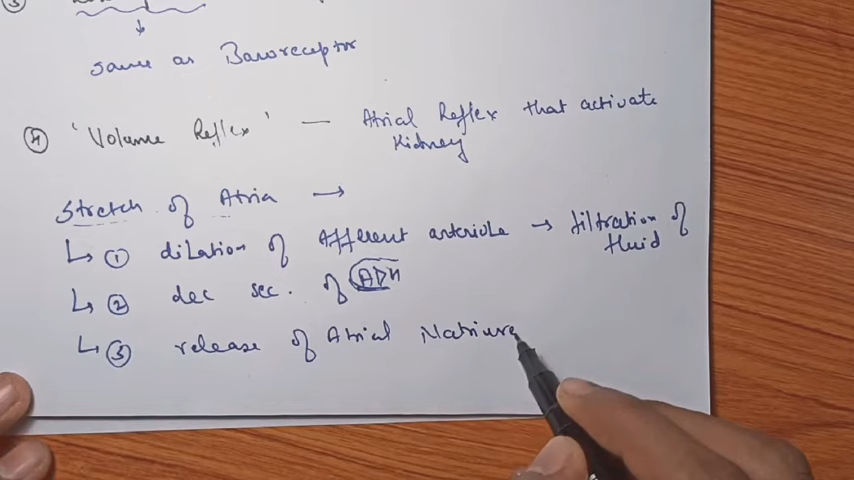 ③
same as Baroreceptor
④ 'Volume Reflex' — Atrial Reflex that activate
Kidney
Stretch of Atria →
① dilation of Afferent arteriole → filtration of
fluid
② dec sec. of ADH
③ release of Atrial Natriure